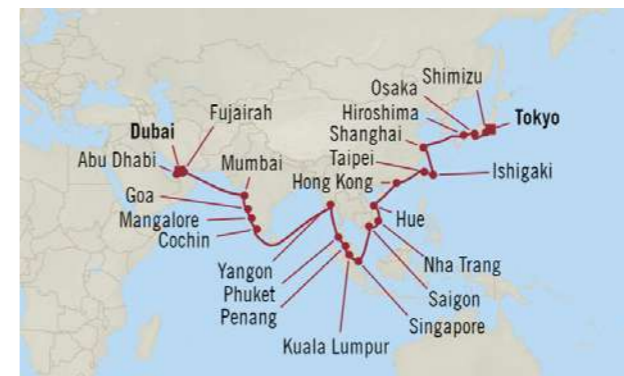 Shimizu
Osaka
Fujairah
Hiroshima
Tokyo
Dubai
Shanghai
Abu Dhabi
Mumbai
Taipei
Hong Kong
Ishigaki
Goa
Mangalore
Hue
Cochin
Nha Trang
Yangon
Phuket
Saigon
Penang
Singapore
Kuala Lumpur